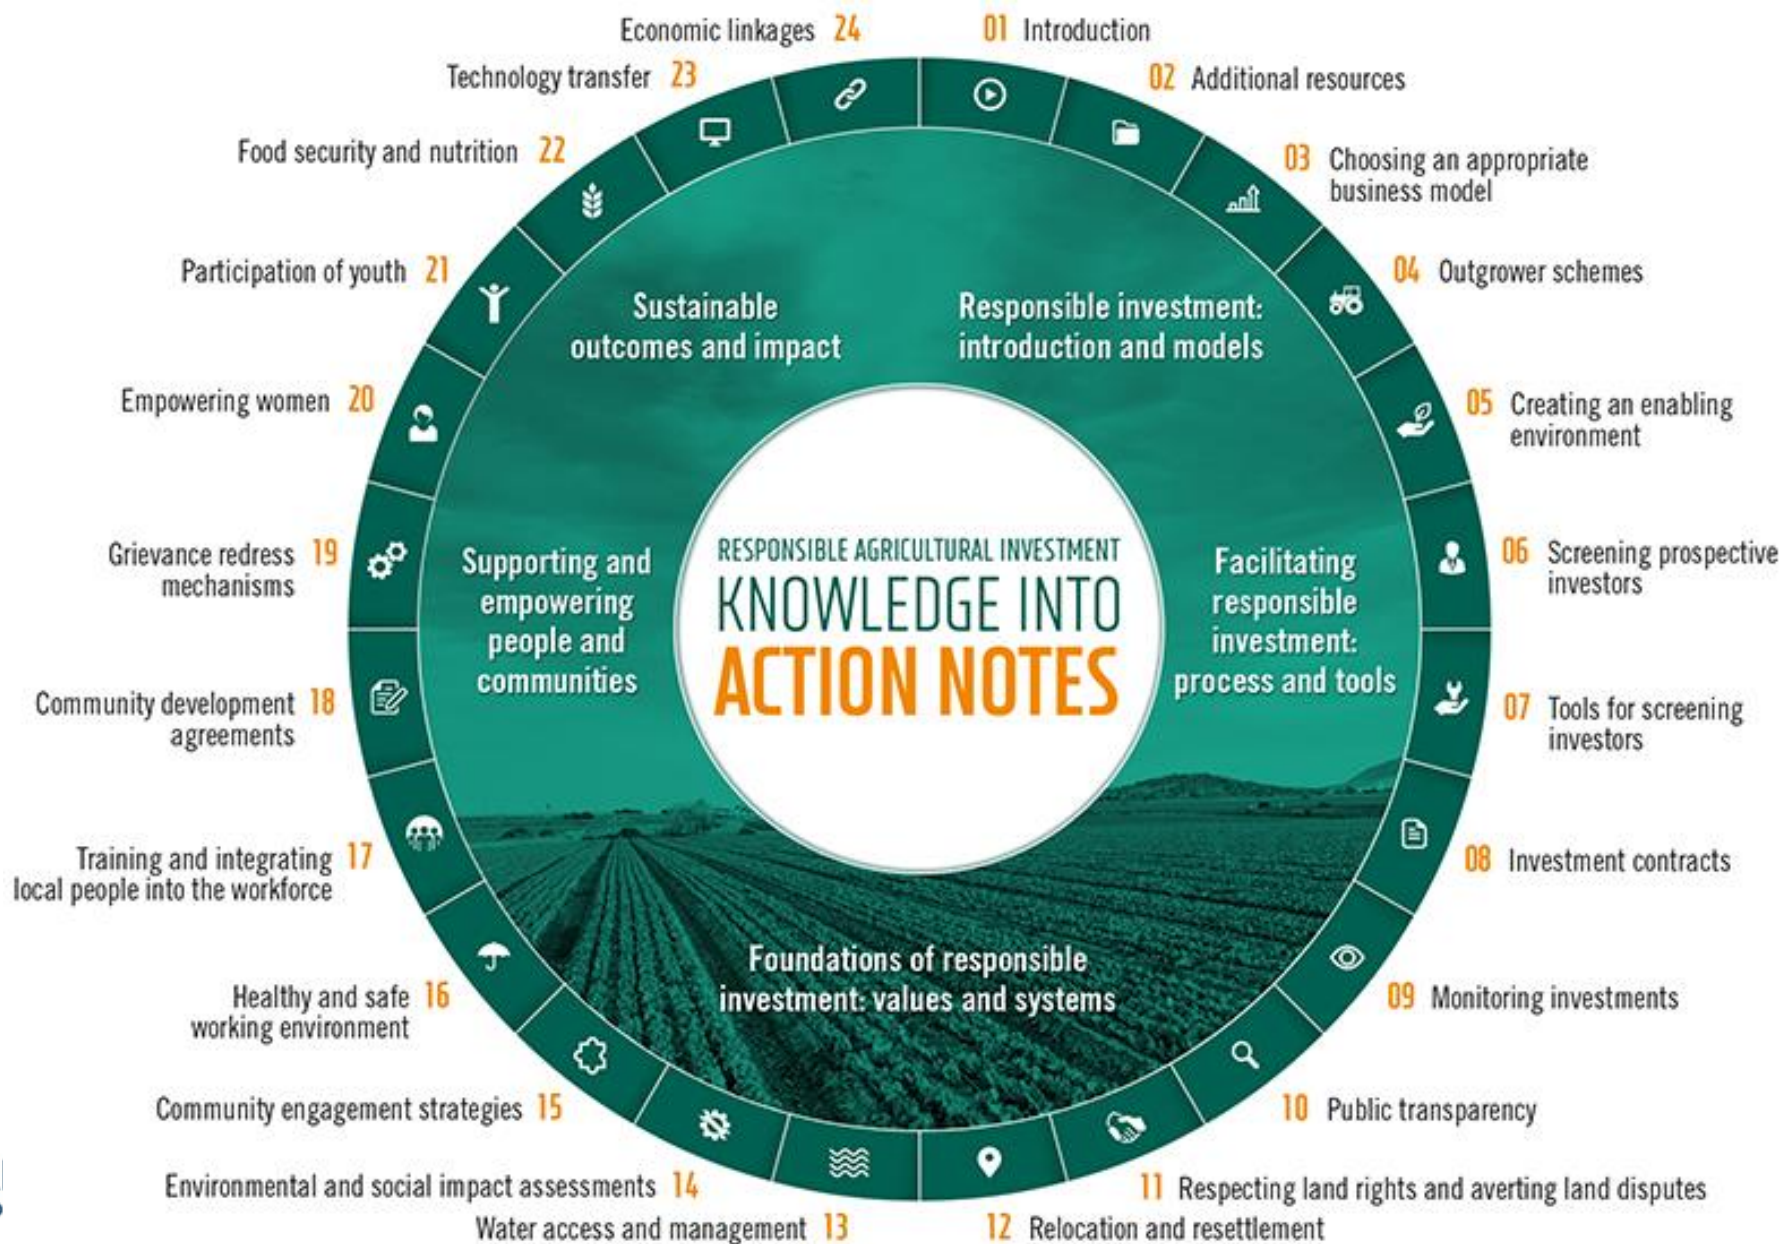 Economic linkages 24
01 Introduction
Technology transfer 23
02 Additional resources
Food security and nutrition 22
03 Choosing an appropriate
business model
Participation of youth 21
04 Outgrower schemes
Empowering women 20
05 Creating an enabling
environment
Grievance redress 19
mechanisms
06 Screening prospective
investors
Community development 18
agreements
07 Tools for screening
investors
Training and integrating 17
local people into the workforce
08 Investment contracts
Healthy and safe 16
working environment
09 Monitoring investments
Community engagement strategies 15
10 Public transparency
Environmental and social impact assessments 14
11 Respecting land rights and averting land disputes
Water access and management 13
12 Relocation and resettlement
Sustainable
outcomes and impact
Responsible investment:
introduction and models
Supporting and
empowering
people and
communities
RESPONSIBLE AGRICULTURAL INVESTMENT
KNOWLEDGE INTO
ACTION NOTES
Facilitating
responsible
investment:
process and tools
Foundations of responsible
investment: values and systems